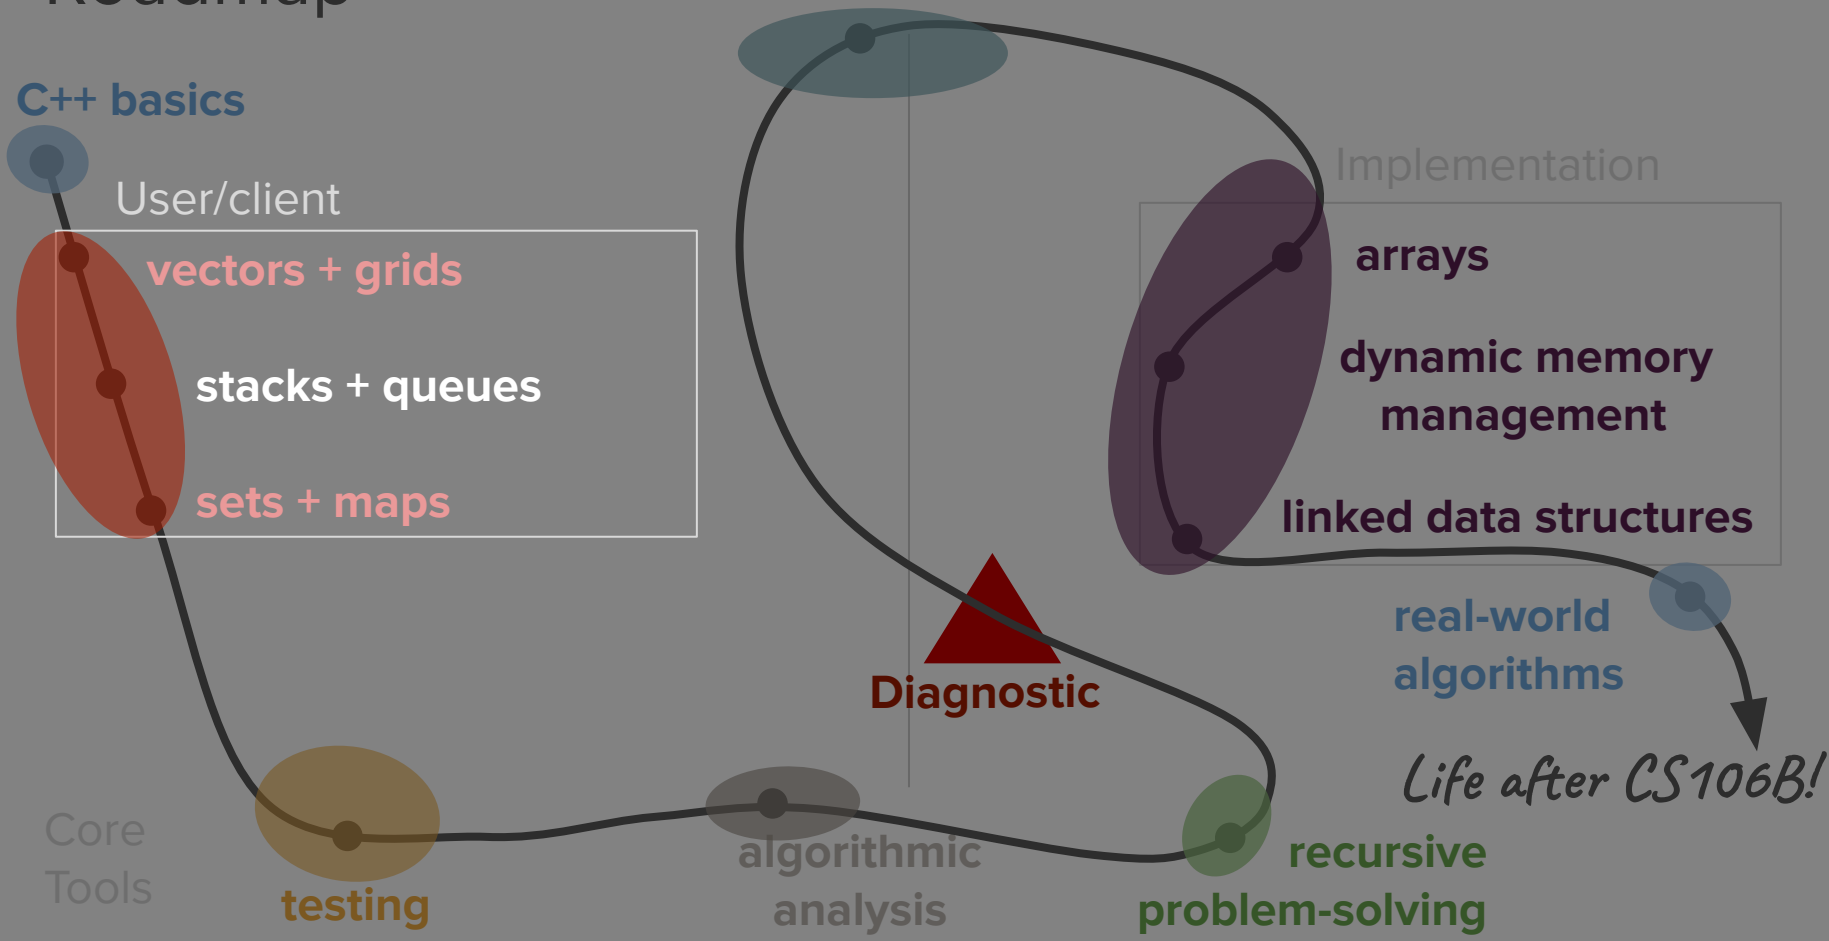 Roadmap
C++ basics
User/client
vectors + grids
stacks + queues
sets + maps
Core
Tools
testing
algorithmic
analysis
recursive
problem-solving
Diagnostic
Implementation
arrays
dynamic memory
management
linked data structures
real-world
algorithms
Life after CS106B!